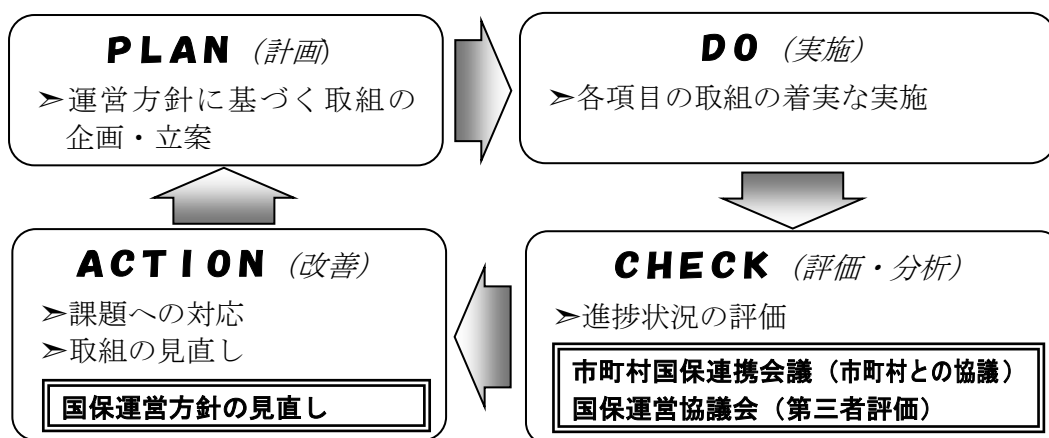 PLAN (計画)
➢運営方針に基づく取組の
企画・立案
DO (実施)
➢各項目の取組の着実な実施
ACTION (改善)
➢課題への対応
➢取組の見直し
国保運営方針の見直し
CHECK (評価・分析)
➢進捗状況の評価
市町村国保連携会議（市町村との協議）
国保運営協議会（第三者評価）